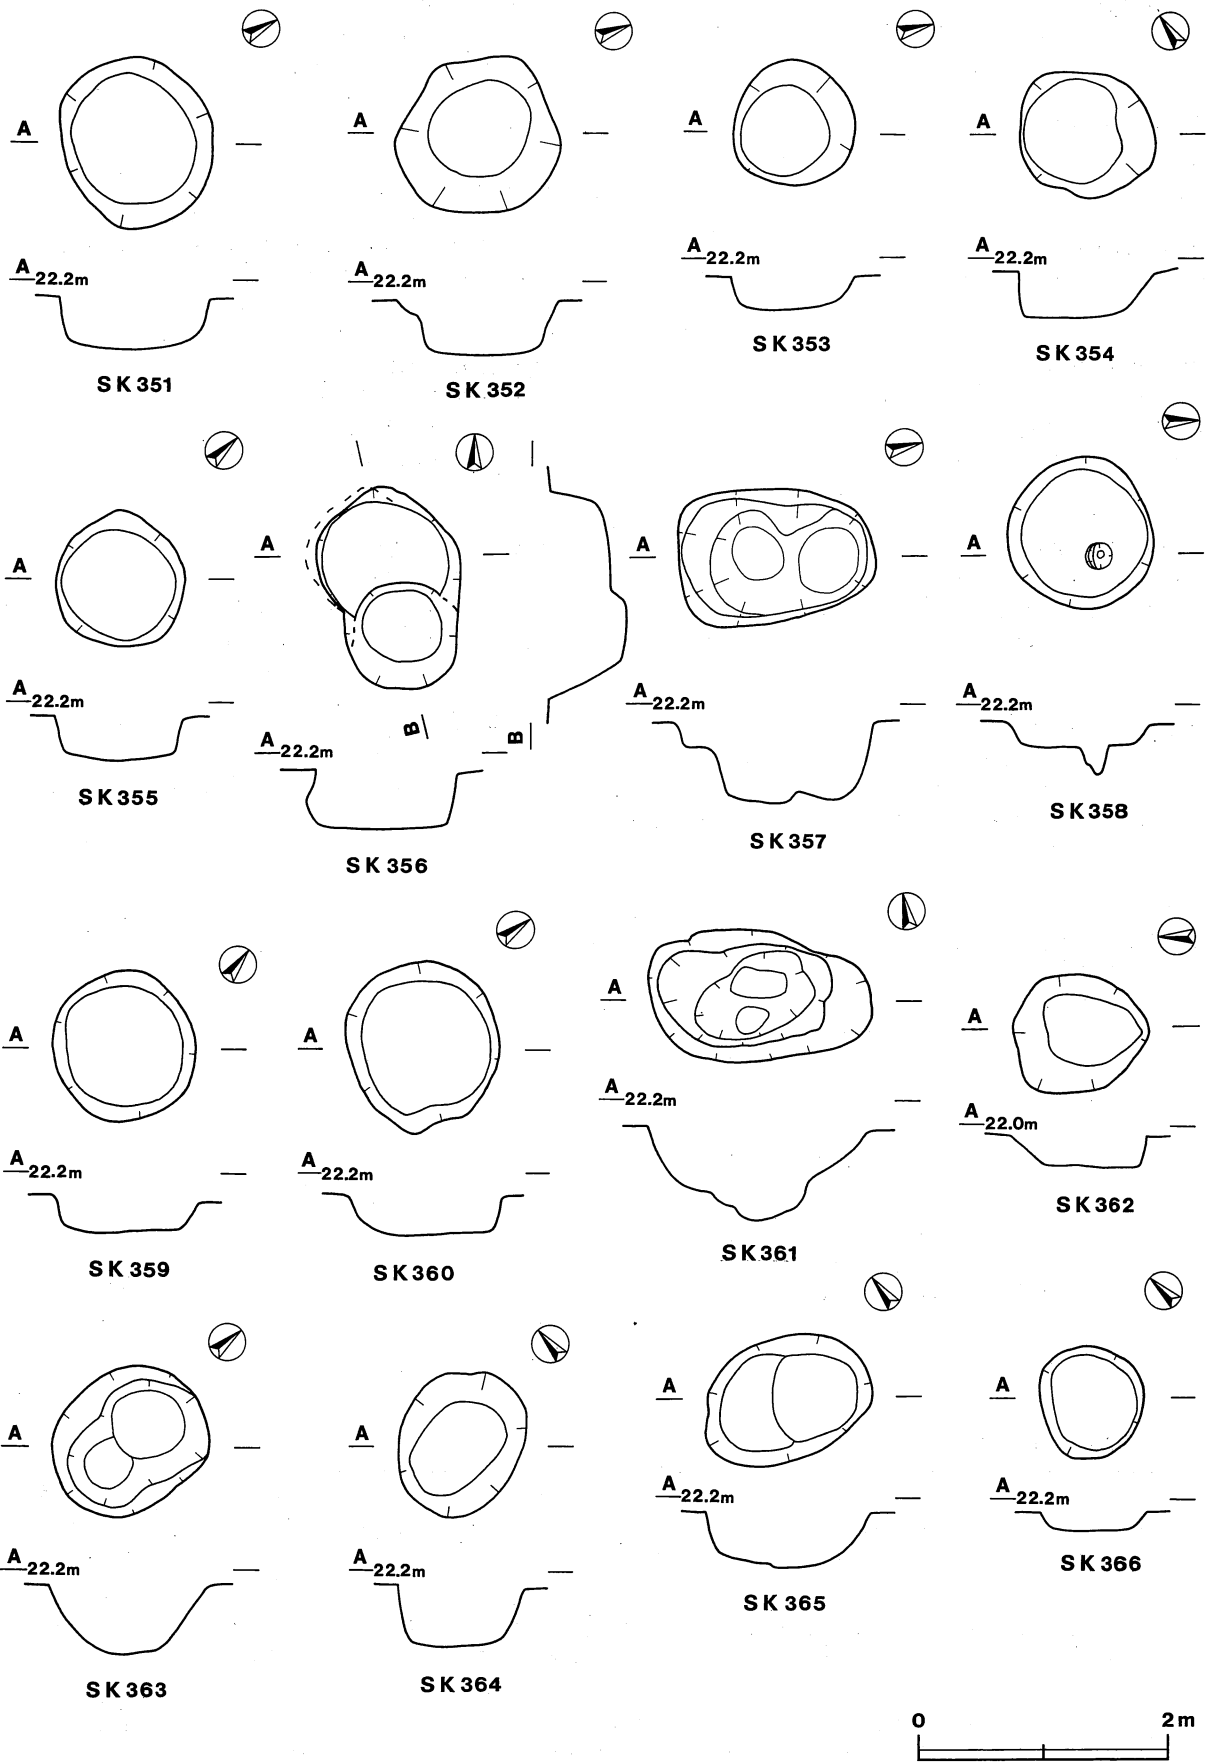 A
A
A
A
A 22.2m
A 22.2m
A 22.2m
A 22.2m
SK351
SK352
SK353
SK354
A
A
A
A
A 22.2m
A 22.2m
A 22.2m
A 22.2m
B
B
SK355
SK356
SK357
SK358
A
A
A
A
A 22.2m
A 22.2m
A 22.2m
A 22.0m
SK359
SK360
SK361
SK362
A
A
A
A
A 22.2m
A 22.2m
A 22.2m
A 22.2m
SK363
SK364
SK365
SK366
0 2m